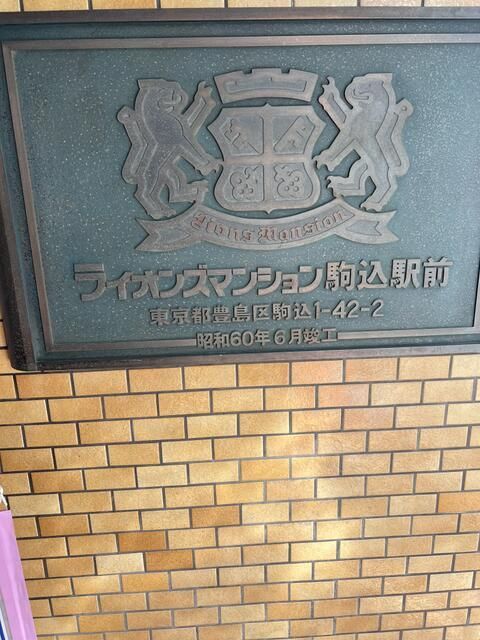 Lions Mansion
ライオンズマンション駒込駅前
東京都豊島区駒込1-42-2
昭和60年6月竣工